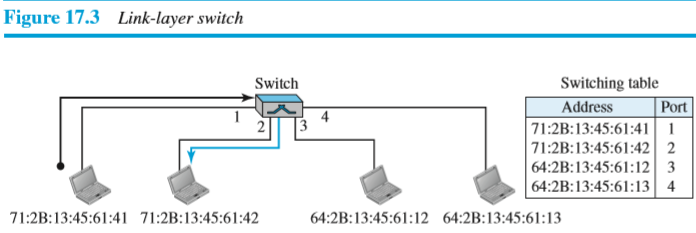 Figure 17.3 Link-layer switch
Switch
1
2
3
4
Switching table
Address Port
71:2B:13:45:61:41 1
71:2B:13:45:61:42 2
64:2B:13:45:61:12 3
64:2B:13:45:61:13 4
71:2B:13:45:61:41 71:2B:13:45:61:42 64:2B:13:45:61:12 64:2B:13:45:61:13